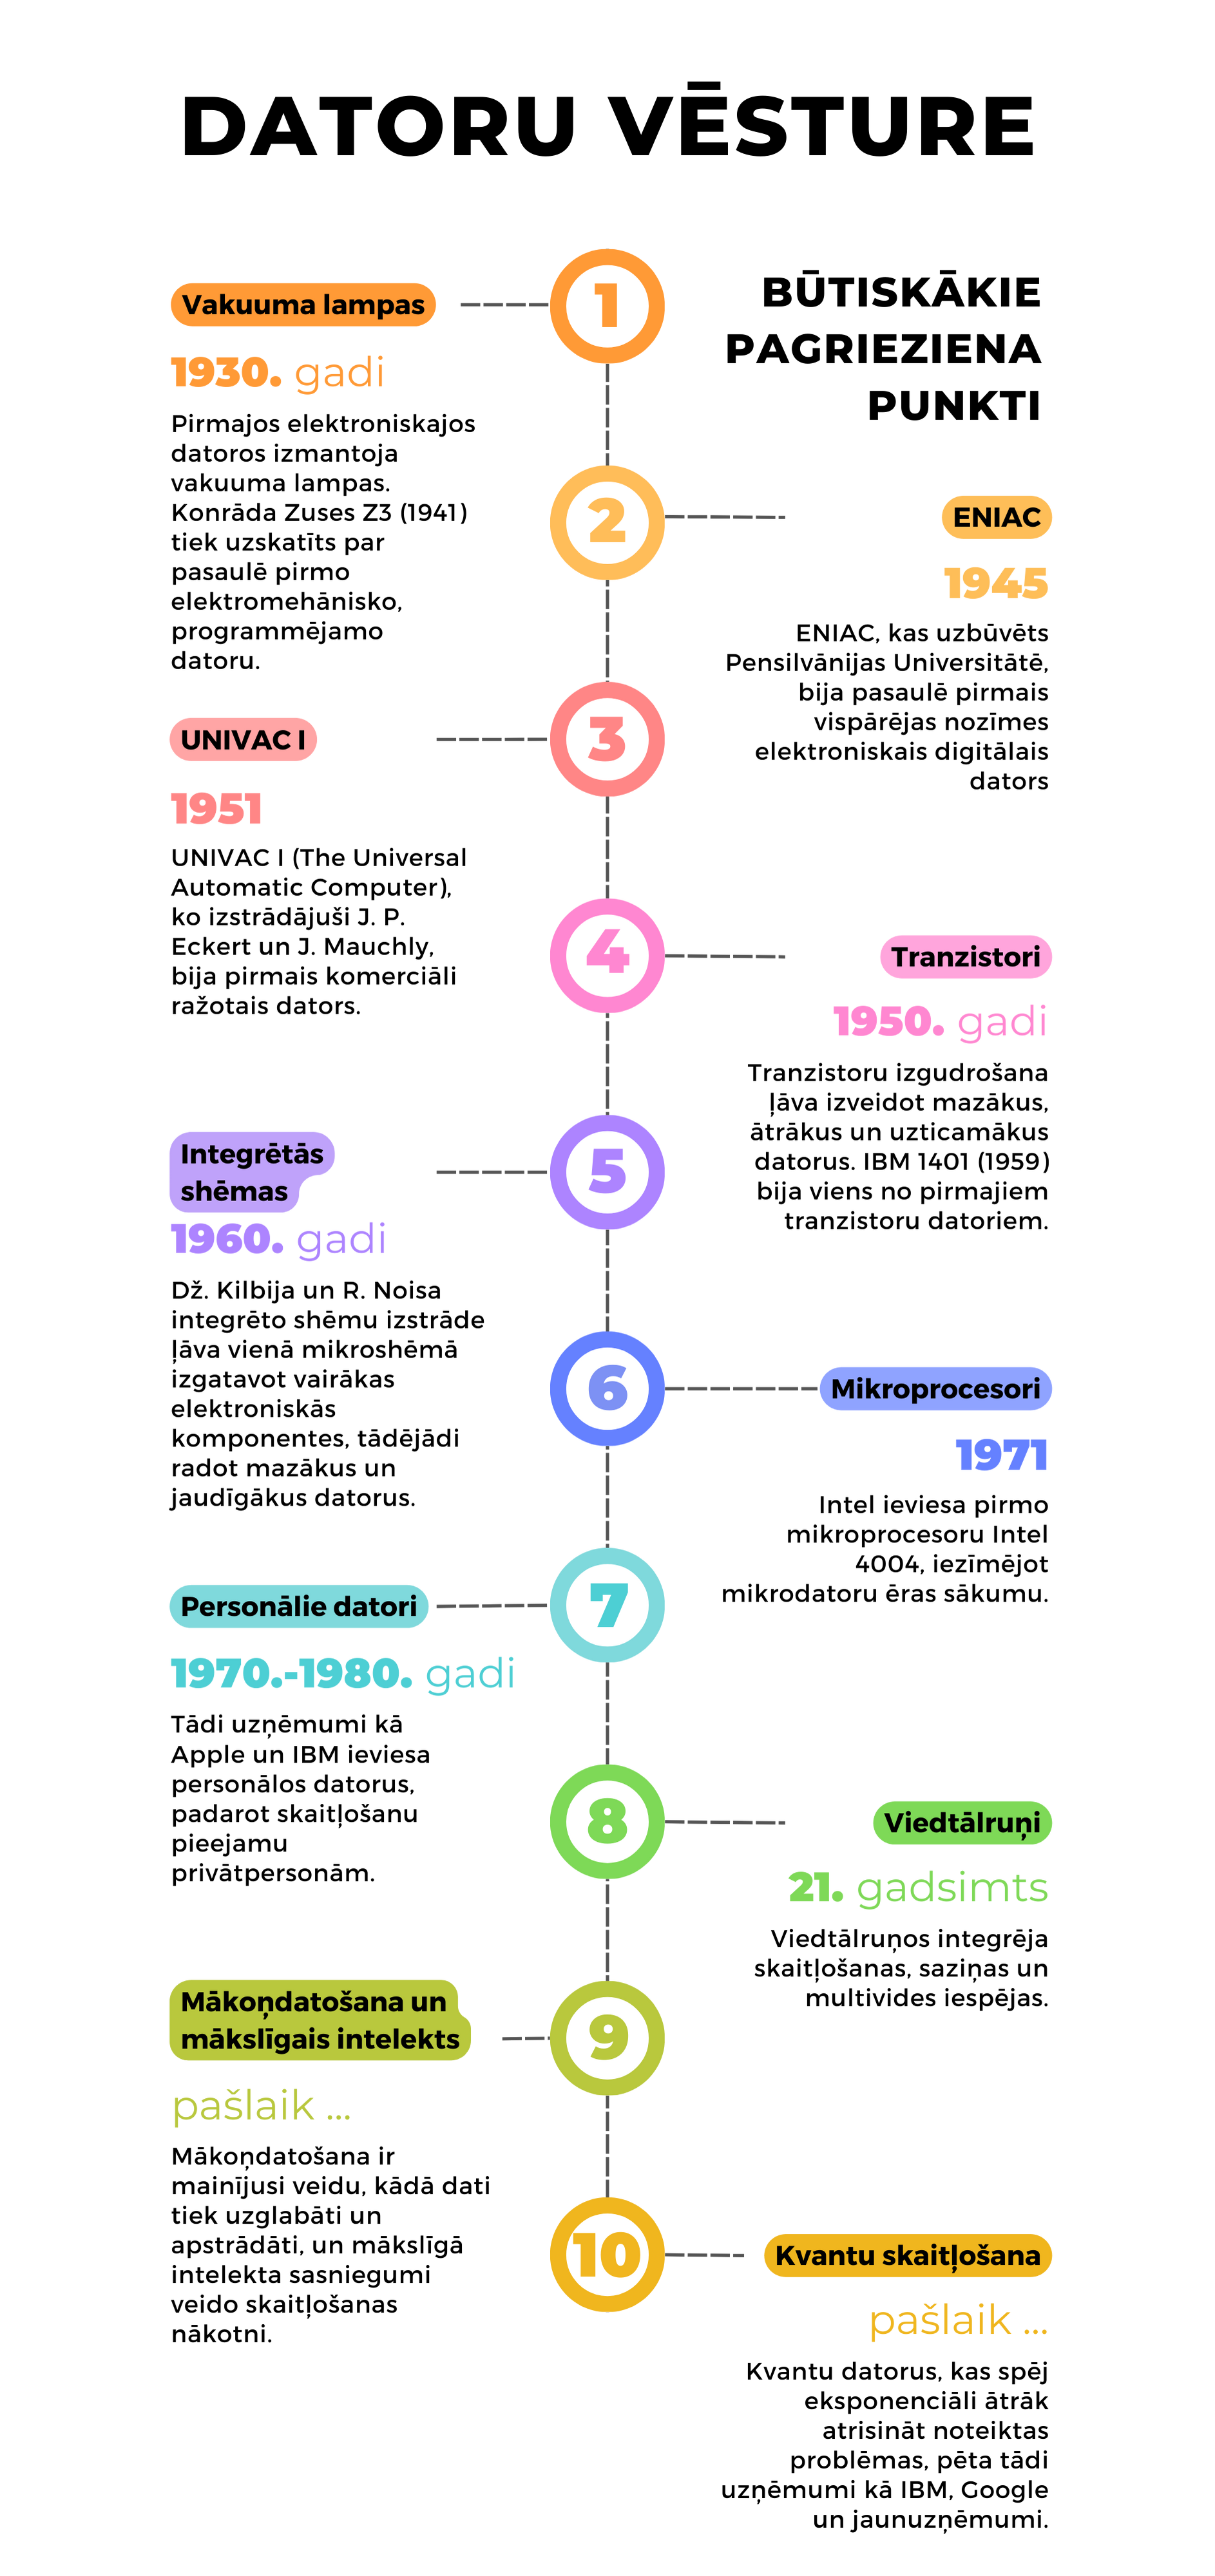 DATORU VĒSTURE
BŪTISKĀKIE
PAGRIEZIENA
PUNKTI
1
Vakuuma lampas
1930. gadi
Pirmajos elektroniskajos
datoros izmantoja
vakuuma lampas.
Konrāda Zuses Z3 (1941)
tiek uzskatīts par
pasaulē pirmo
elektromehānisko,
programmējamo
datoru.
2
ENIAC
1945
ENIAC, kas uzbūvēts
Pensilvānijas Universitātē,
bija pasaulē pirmais
vispārējas nozīmes
elektroniskais digitālais
dators
3
UNIVAC I
1951
UNIVAC I (The Universal
Automatic Computer),
ko izstrādājuši J. P.
Eckert un J. Mauchly,
bija pirmais komerciāli
ražotais dators.
4
Tranzistori
1950. gadi
Tranzistoru izgudrošana
ļāva izveidot mazākus,
ātrākus un uzticamākus
datorus. IBM 1401 (1959)
bija viens no pirmajiem
tranzistoru datoriem.
5
Integrētās
shēmas
1960. gadi
Dž. Kilbija un R. Noisa
integrēto shēmu izstrāde
ļāva vienā mikroshēmā
izgatavot vairākas
elektroniskās
komponentes, tādējādi
radot mazākus un
jaudīgākus datorus.
6
Mikroprocesori
1971
Intel ieviesa pirmo
mikroprocesoru Intel
4004, iezīmējot
mikrodatoru ēras sākumu.
7
Personālie datori
1970.-1980. gadi
Tādi uzņēmumi kā
Apple un IBM ieviesa
personālos datorus,
padarot skaitļošanu
pieejamu
privātpersonām.
8
Viedtālruņi
21. gadsimts
Viedtālruņos integrēja
skaitļošanas, saziņas un
multivides iespējas.
9
Mākoņdatošana un
mākslīgais intelekts
pašlaik ...
Mākoņdatošana ir
mainījusi veidu, kādā dati
tiek uzglabāti un
apstrādāti, un mākslīgā
intelekta sasniegumi
veido skaitļošanas
nākotni.
10
Kvantu skaitļošana
pašlaik ...
Kvantu datorus, kas spēj
eksponenciāli ātrāk
atrisināt noteiktas
problēmas, pēta tādi
uzņēmumi kā IBM, Google
un jaunuzņēmumi.